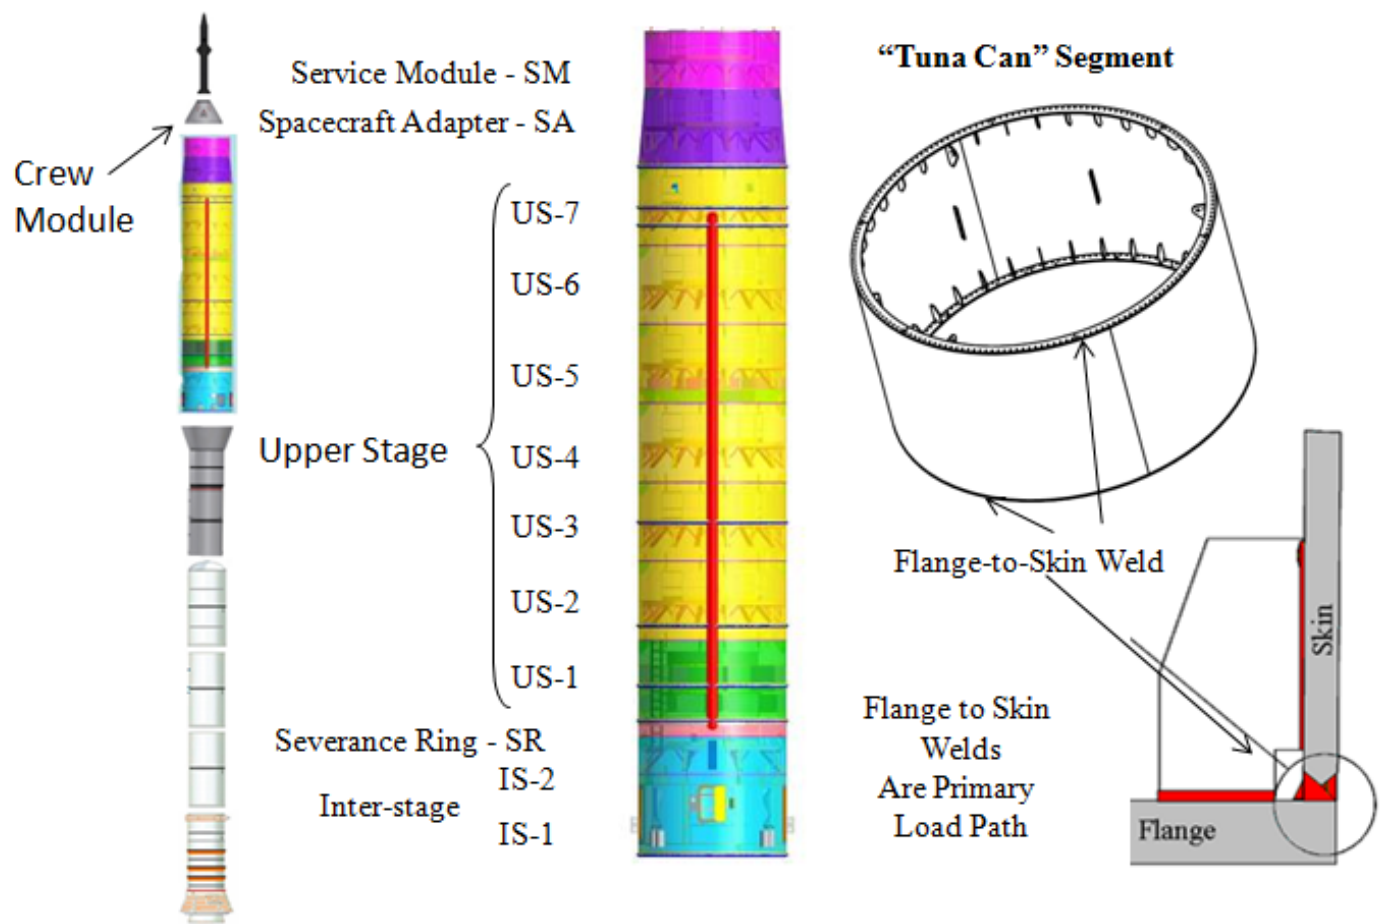 Crew
Module
Service Module - SM
Spacecraft Adapter - SA
Upper Stage
US-7
US-6
US-5
US-4
US-3
US-2
US-1
Severance Ring - SR
IS-2
Inter-stage
IS-1
“Tuna Can” Segment
Flange-to-Skin Weld
Flange to Skin
Welds
Are Primary
Load Path
Skin
Flange